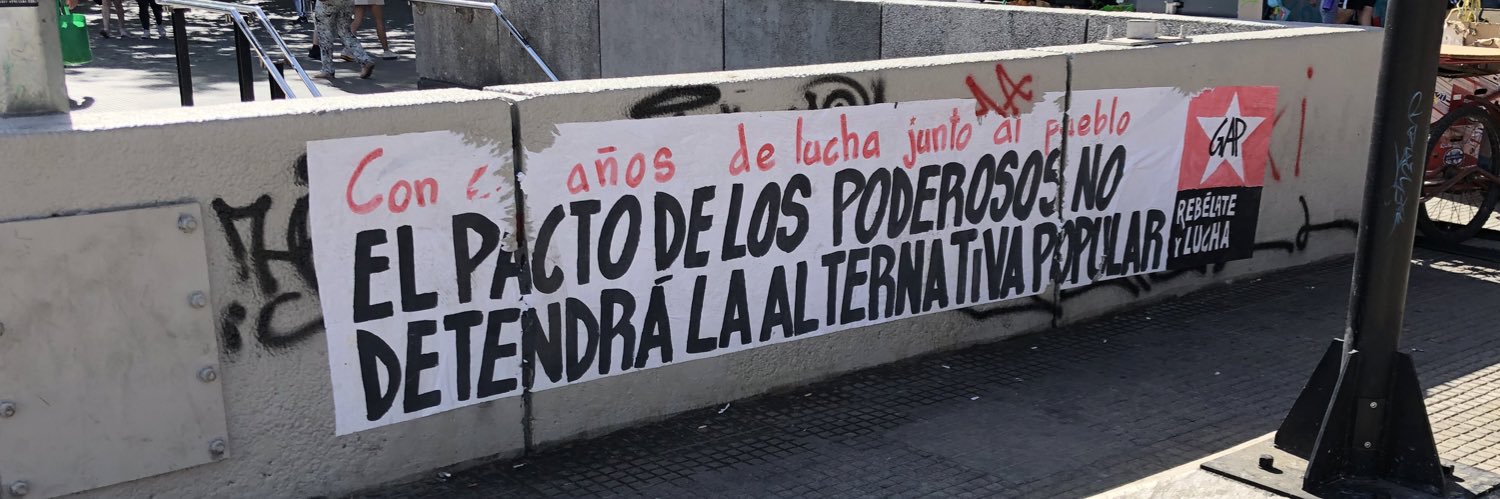 Con años de lucha junto al pueblo
EL PACTO DE LOS PODEROSOS NO
DETENDRÁ LA ALTERNATIVA POPULAR
GAP
REBÉLATE
Y LUCHA